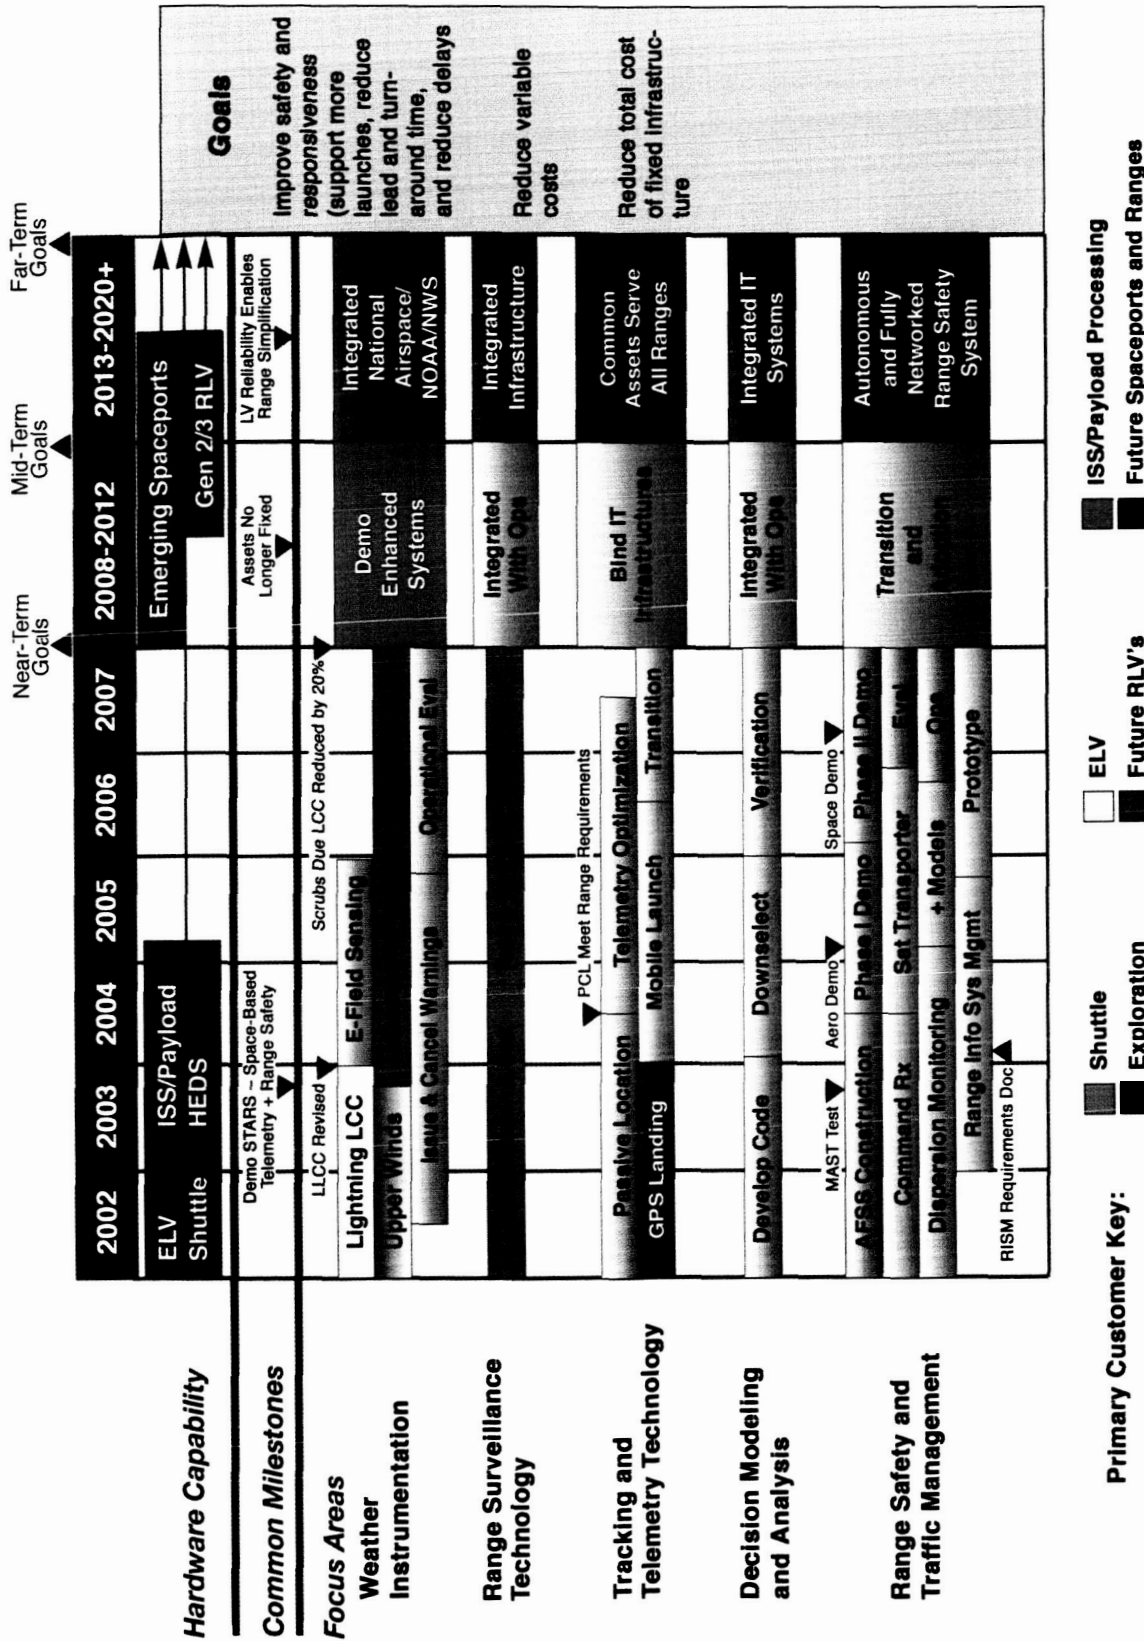 Near-Term
Goals
Mid-Term
Goals
Far-Term
Goals
2002
2003
2004
2005
2006
2007
2008-2012
2013-2020+
Hardware Capability
ELV
ISS/Payload
Shuttle
HEDS
Emerging Spaceports
Gen 2/3 RLV
Common Milestones
Demo STARS – Space-Based
Telemetry + Range Safety
Assets No
Longer Fixed
LV Reliability Enables
Range Simplification
Focus Areas
LLCC Revised
Scrubs Due LCC Reduced by 20%
Weather
Instrumentation
Lightning LCC
E-Field Sensing
Upper Winds
Issue & Cancel Warnings
Operational Eval
Demo
Enhanced
Systems
Integrated
National
Airspace/
NOAA/NWS
Range Surveillance
Technology
Integrated
With Ops
Integrated
Infrastructure
PCL Meet Range Requirements
Tracking and
Telemetry Technology
Passive Location
Telemetry Optimization
GPS Landing
Mobile Launch
Transition
Bind IT
Infrastructures
Common
Assets Serve
All Ranges
Decision Modeling
and Analysis
Develop Code
Downselect
Verification
Integrated
With Ops
Integrated IT
Systems
MAST Test
Aero Demo
Space Demo
Range Safety and
Traffic Management
AFSS Construction
Phase I Demo
Phase II Demo
Command Rx
Sat Transporter
Eval
Dispersion Monitoring
+ Models
Ops
Range Info Sys Mgmt
Prototype
Transition
and
Autonomous
and Fully
Networked
Range Safety
System
RISM Requirements Doc
Goals
Improve safety and
responsiveness
(support more
launches, reduce
lead and turn-
around time,
and reduce delays
Reduce variable
costs
Reduce total cost
of fixed infrastruc-
ture
Primary Customer Key:
Shuttle
ELV
ISS/Payload Processing
Exploration
Future RLV's
Future Spaceports and Ranges